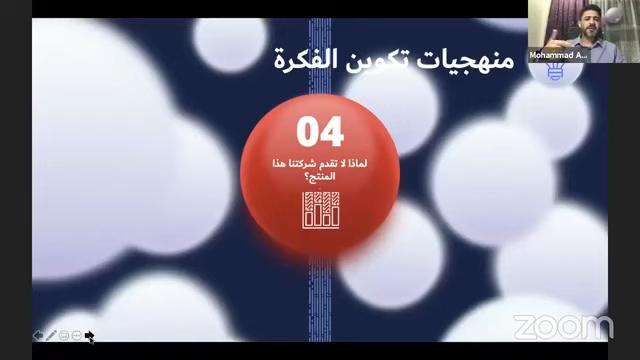 منهجيات تكوين الفكرة
04
لماذا لا تقدم شركتنا هذا
المنتج؟
Mohammad A...
zoom